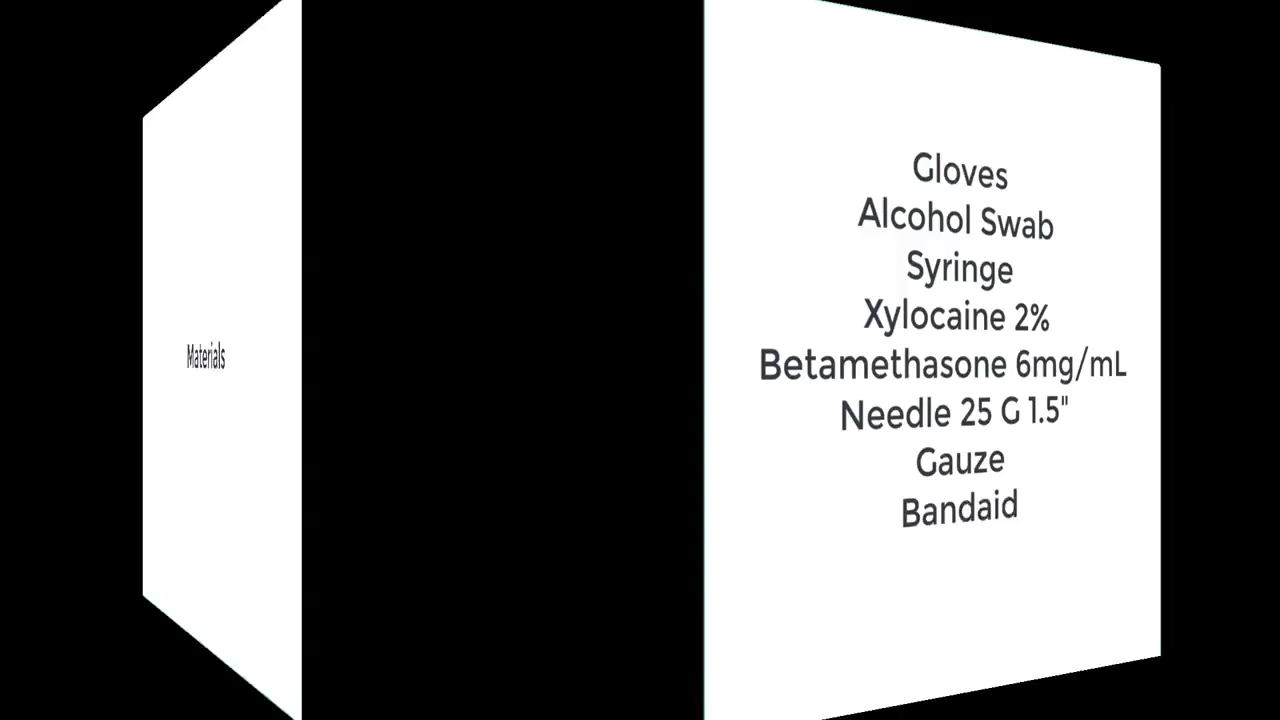 Materials
Gloves
Alcohol Swab
Syringe
Xylocaine 2%
Betamethasone 6mg/mL
Needle 25 G 1.5"
Gauze
Bandaid